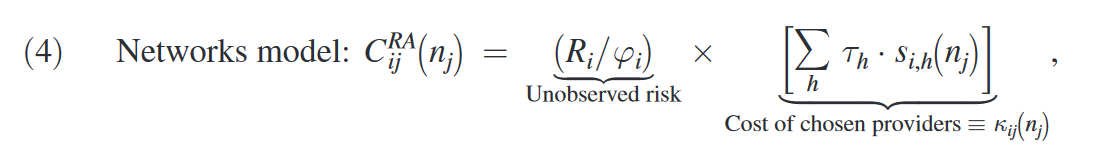 (4) Networks model: C_{ij}^{RA}(n_j) = (R_i/φ_i) × [∑_h τ_h · s_{i,h}(n_j)] ,
Unobserved risk
Cost of chosen providers ≡ κ_{ij}(n_j)